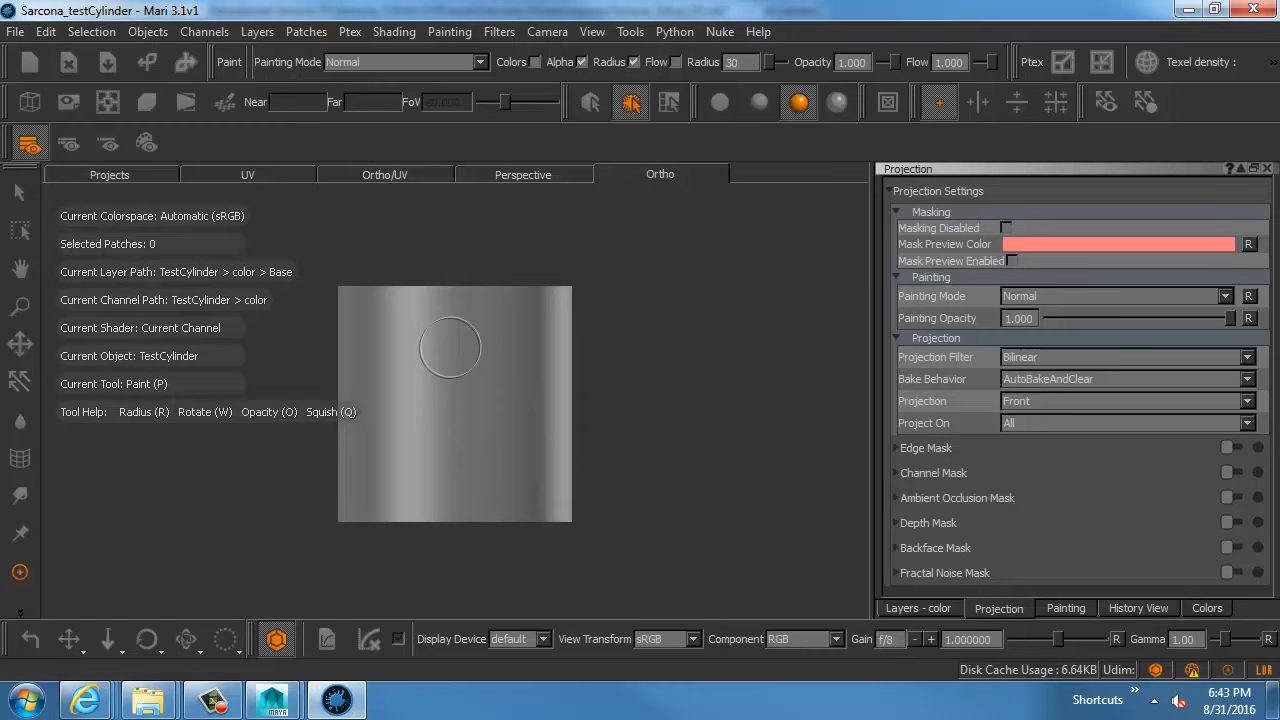 Sarcona_testCylinder - Mari 3.1v1
File Edit Selection Objects Channels Layers Patches Ptex Shading Painting Filters Camera View Tools Python Nuke Help
Paint Painting Mode Normal Colors Alpha Radius Flow Radius 30 Opacity 1.000 Flow 1.000 Ptex Texel density : »
Near Far FoV »
Projects UV Ortho/UV Perspective Ortho
Projection
Current Colorspace: Automatic (sRGB)
Selected Patches: 0
Current Layer Path: TestCylinder > color > Base
Current Channel Path: TestCylinder > color
Current Shader: Current Channel
Current Object: TestCylinder
Current Tool: Paint (P)
Tool Help: Radius (R) Rotate (W) Opacity (O) Squish (Q)
Projection Settings
Masking
Masking Disabled
Mask Preview Color R
Mask Preview Enabled
Painting
Painting Mode Normal R
Painting Opacity 1.000 R
Projection
Projection Filter Bilinear
Bake Behavior AutoBakeAndClear
Projection Front
Project On All
Edge Mask
Channel Mask
Ambient Occlusion Mask
Depth Mask
Backface Mask
Fractal Noise Mask
Layers - color Projection Painting History View Colors
Display Device default View Transform sRGB Component RGB Gain f/8 - + 1.000000 R Gamma 1.00 R
Disk Cache Usage : 6.64KB Udim: LDR
MAYA
Shortcuts »
6:43 PM
8/31/2016